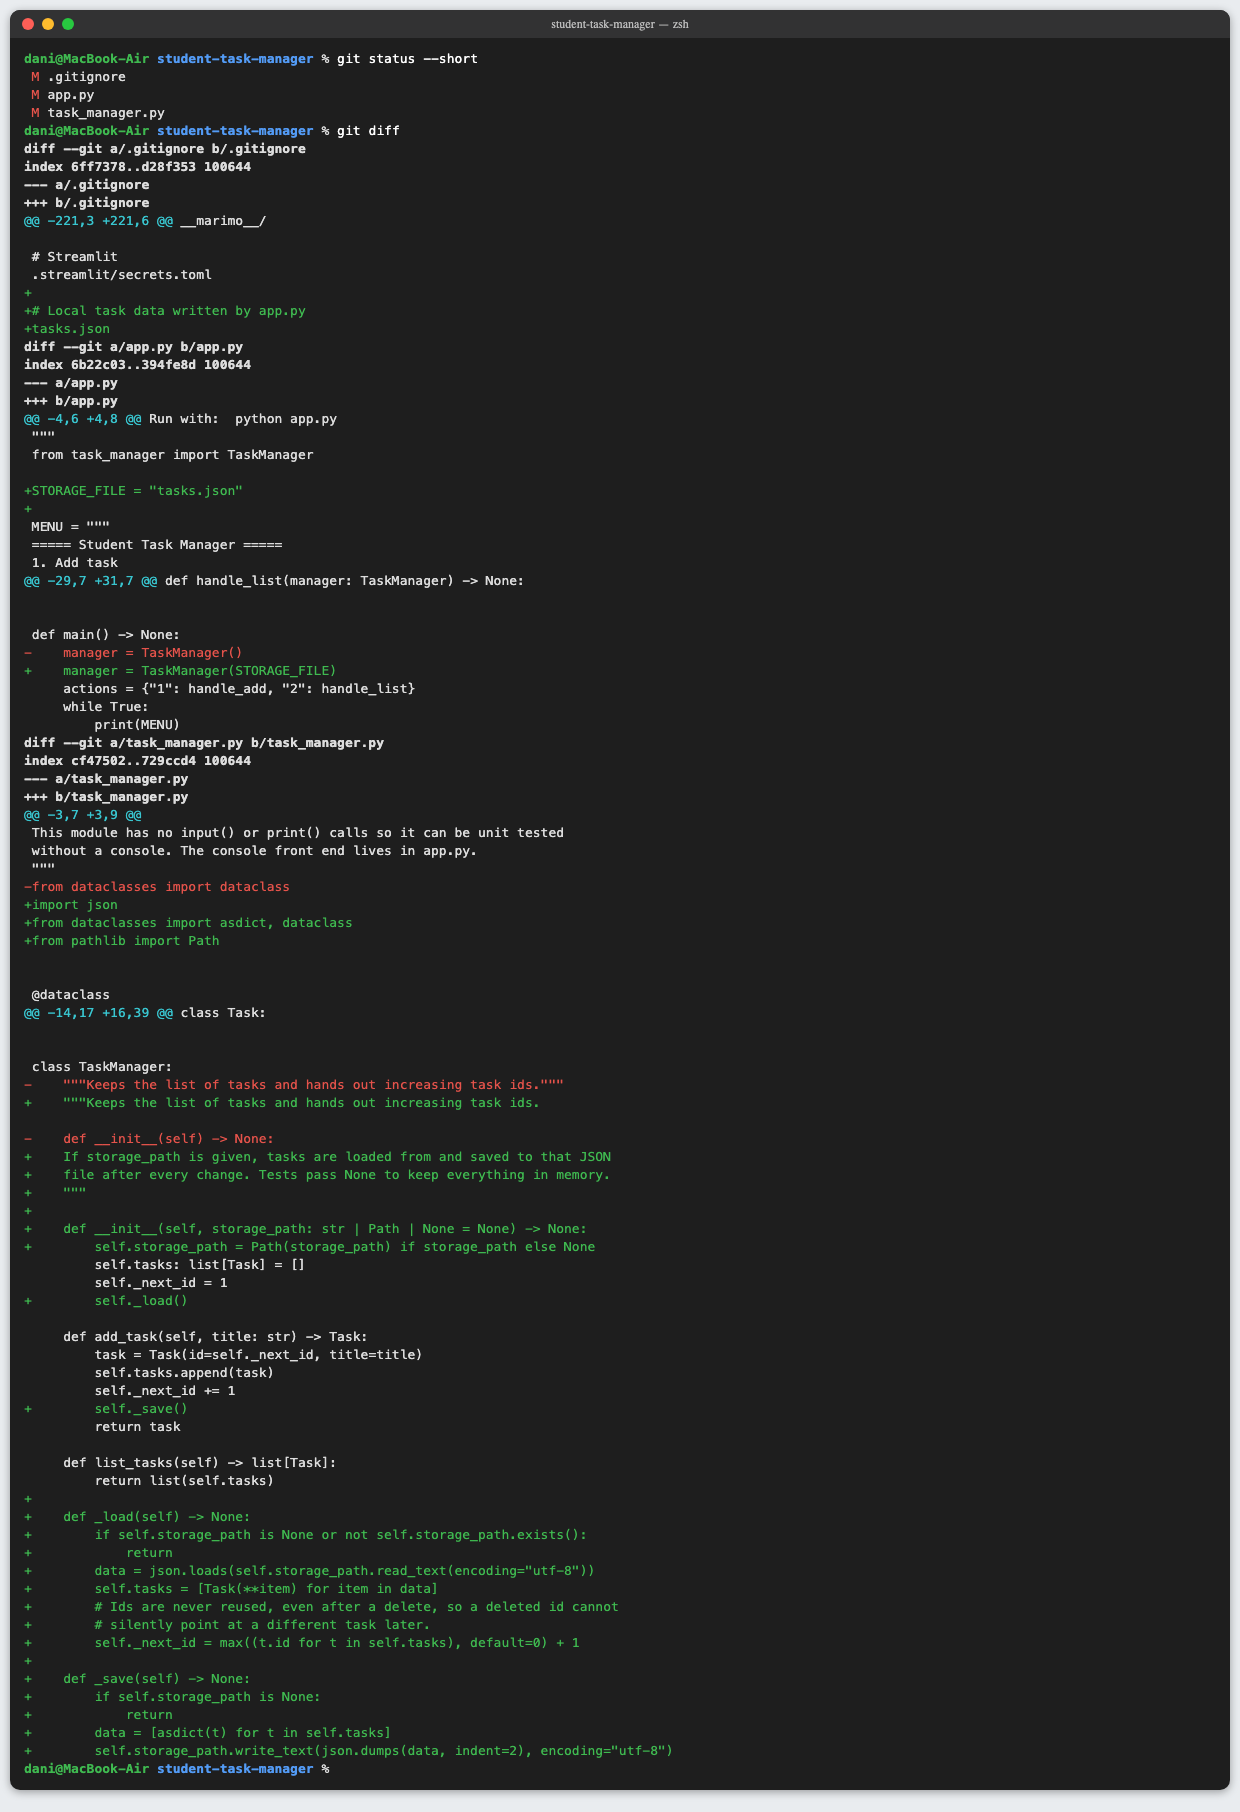 student-task-manager — zsh
dani@MacBook-Air student-task-manager % git status --short
 M .gitignore
 M app.py
 M task_manager.py
dani@MacBook-Air student-task-manager % git diff
diff --git a/.gitignore b/.gitignore
index 6ff7378..d28f353 100644
--- a/.gitignore
+++ b/.gitignore
@@ -221,3 +221,6 @@ __marimo__/

 # Streamlit
 .streamlit/secrets.toml
+
+# Local task data written by app.py
+tasks.json
diff --git a/app.py b/app.py
index 6b22c03..394fe8d 100644
--- a/app.py
+++ b/app.py
@@ -4,6 +4,8 @@ Run with:  python app.py
 """
 from task_manager import TaskManager

+STORAGE_FILE = "tasks.json"
+
 MENU = """
 ===== Student Task Manager =====
 1. Add task
@@ -29,7 +31,7 @@ def handle_list(manager: TaskManager) -> None:


 def main() -> None:
-    manager = TaskManager()
+    manager = TaskManager(STORAGE_FILE)
     actions = {"1": handle_add, "2": handle_list}
     while True:
         print(MENU)
diff --git a/task_manager.py b/task_manager.py
index cf47502..729ccd4 100644
--- a/task_manager.py
+++ b/task_manager.py
@@ -3,7 +3,9 @@
 This module has no input() or print() calls so it can be unit tested
 without a console. The console front end lives in app.py.
 """
-from dataclasses import dataclass
+import json
+from dataclasses import asdict, dataclass
+from pathlib import Path


 @dataclass
@@ -14,17 +16,39 @@ class Task:


 class TaskManager:
-    """Keeps the list of tasks and hands out increasing task ids."""
+    """Keeps the list of tasks and hands out increasing task ids.

-    def __init__(self) -> None:
+    If storage_path is given, tasks are loaded from and saved to that JSON
+    file after every change. Tests pass None to keep everything in memory.
+    """
+
+    def __init__(self, storage_path: str | Path | None = None) -> None:
+        self.storage_path = Path(storage_path) if storage_path else None
         self.tasks: list[Task] = []
         self._next_id = 1
+        self._load()

     def add_task(self, title: str) -> Task:
         task = Task(id=self._next_id, title=title)
         self.tasks.append(task)
         self._next_id += 1
+        self._save()
         return task

     def list_tasks(self) -> list[Task]:
         return list(self.tasks)
+
+    def _load(self) -> None:
+        if self.storage_path is None or not self.storage_path.exists():
+            return
+        data = json.loads(self.storage_path.read_text(encoding="utf-8"))
+        self.tasks = [Task(**item) for item in data]
+        # Ids are never reused, even after a delete, so a deleted id cannot
+        # silently point at a different task later.
+        self._next_id = max((t.id for t in self.tasks), default=0) + 1
+
+    def _save(self) -> None:
+        if self.storage_path is None:
+            return
+        data = [asdict(t) for t in self.tasks]
+        self.storage_path.write_text(json.dumps(data, indent=2), encoding="utf-8")
dani@MacBook-Air student-task-manager %